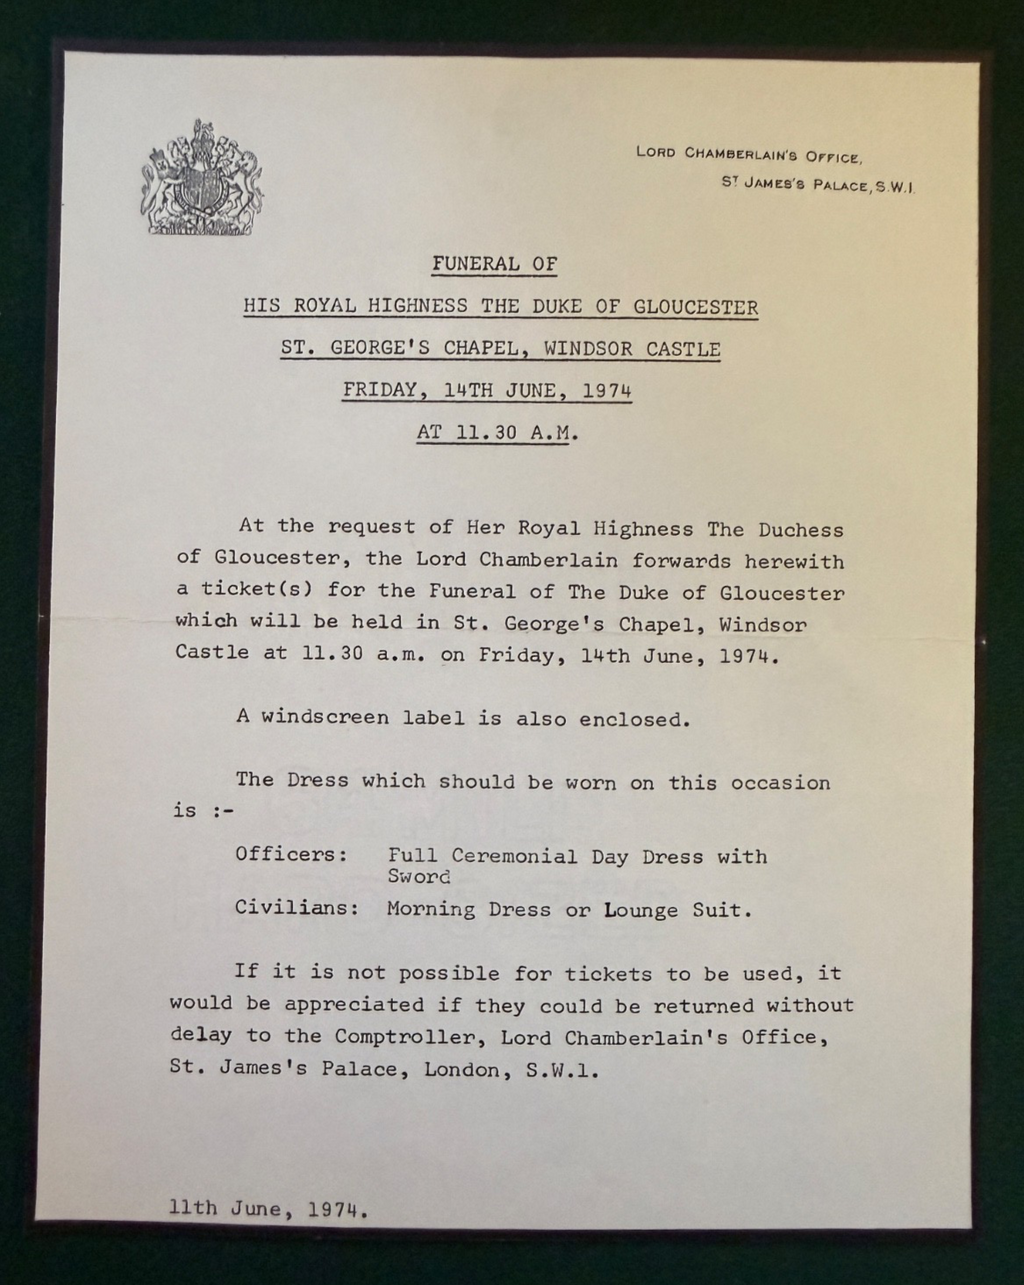 LORD CHAMBERLAIN'S OFFICE,
ST JAMES'S PALACE, S.W.1.
FUNERAL OF
HIS ROYAL HIGHNESS THE DUKE OF GLOUCESTER
ST. GEORGE'S CHAPEL, WINDSOR CASTLE
FRIDAY, 14TH JUNE, 1974
AT 11.30 A.M.
At the request of Her Royal Highness The Duchess
of Gloucester, the Lord Chamberlain forwards herewith
a ticket(s) for the Funeral of The Duke of Gloucester
which will be held in St. George's Chapel, Windsor
Castle at 11.30 a.m. on Friday, 14th June, 1974.
A windscreen label is also enclosed.
The Dress which should be worn on this occasion
is :-
Officers: Full Ceremonial Day Dress with
Sword
Civilians: Morning Dress or Lounge Suit.
If it is not possible for tickets to be used, it
would be appreciated if they could be returned without
delay to the Comptroller, Lord Chamberlain's Office,
St. James's Palace, London, S.W.1.
11th June, 1974.